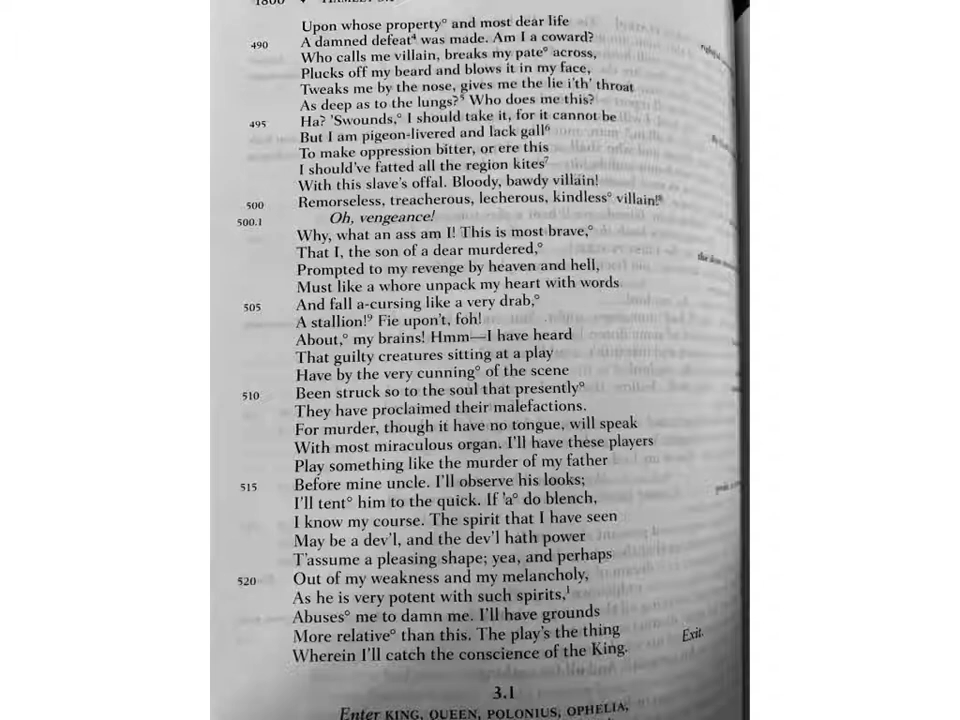 1800
Upon whose property° and most dear life
490 A damned defeat⁴ was made. Am I a coward?
Who calls me villain, breaks my pate° across,
Plucks off my beard and blows it in my face,
Tweaks me by the nose, gives me the lie i'th' throat
As deep as to the lungs?⁵ Who does me this?
495 Ha? 'Swounds,° I should take it, for it cannot be
But I am pigeon-livered and lack gall⁶
To make oppression bitter, or ere this
I should've fatted all the region kites⁷
With this slave's offal. Bloody, bawdy villain!
500 Remorseless, treacherous, lecherous, kindless° villain!⁸
500.1 Oh, vengeance!
Why, what an ass am I! This is most brave,°
That I, the son of a dear murdered,°
Prompted to my revenge by heaven and hell,
Must like a whore unpack my heart with words
505 And fall a-cursing like a very drab,°
A stallion!⁹ Fie upon't, foh!
About,° my brains! Hmm—I have heard
That guilty creatures sitting at a play
Have by the very cunning° of the scene
510 Been struck so to the soul that presently°
They have proclaimed their malefactions.
For murder, though it have no tongue, will speak
With most miraculous organ. I'll have these players
Play something like the murder of my father
515 Before mine uncle. I'll observe his looks;
I'll tent° him to the quick. If 'a° do blench,
I know my course. The spirit that I have seen
May be a dev'l, and the dev'l hath power
T'assume a pleasing shape; yea, and perhaps
520 Out of my weakness and my melancholy,
As he is very potent with such spirits,¹
Abuses° me to damn me. I'll have grounds
More relative° than this. The play's the thing
Wherein I'll catch the conscience of the King. Exit.
3.1
Enter KING, QUEEN, POLONIUS, OPHELIA,